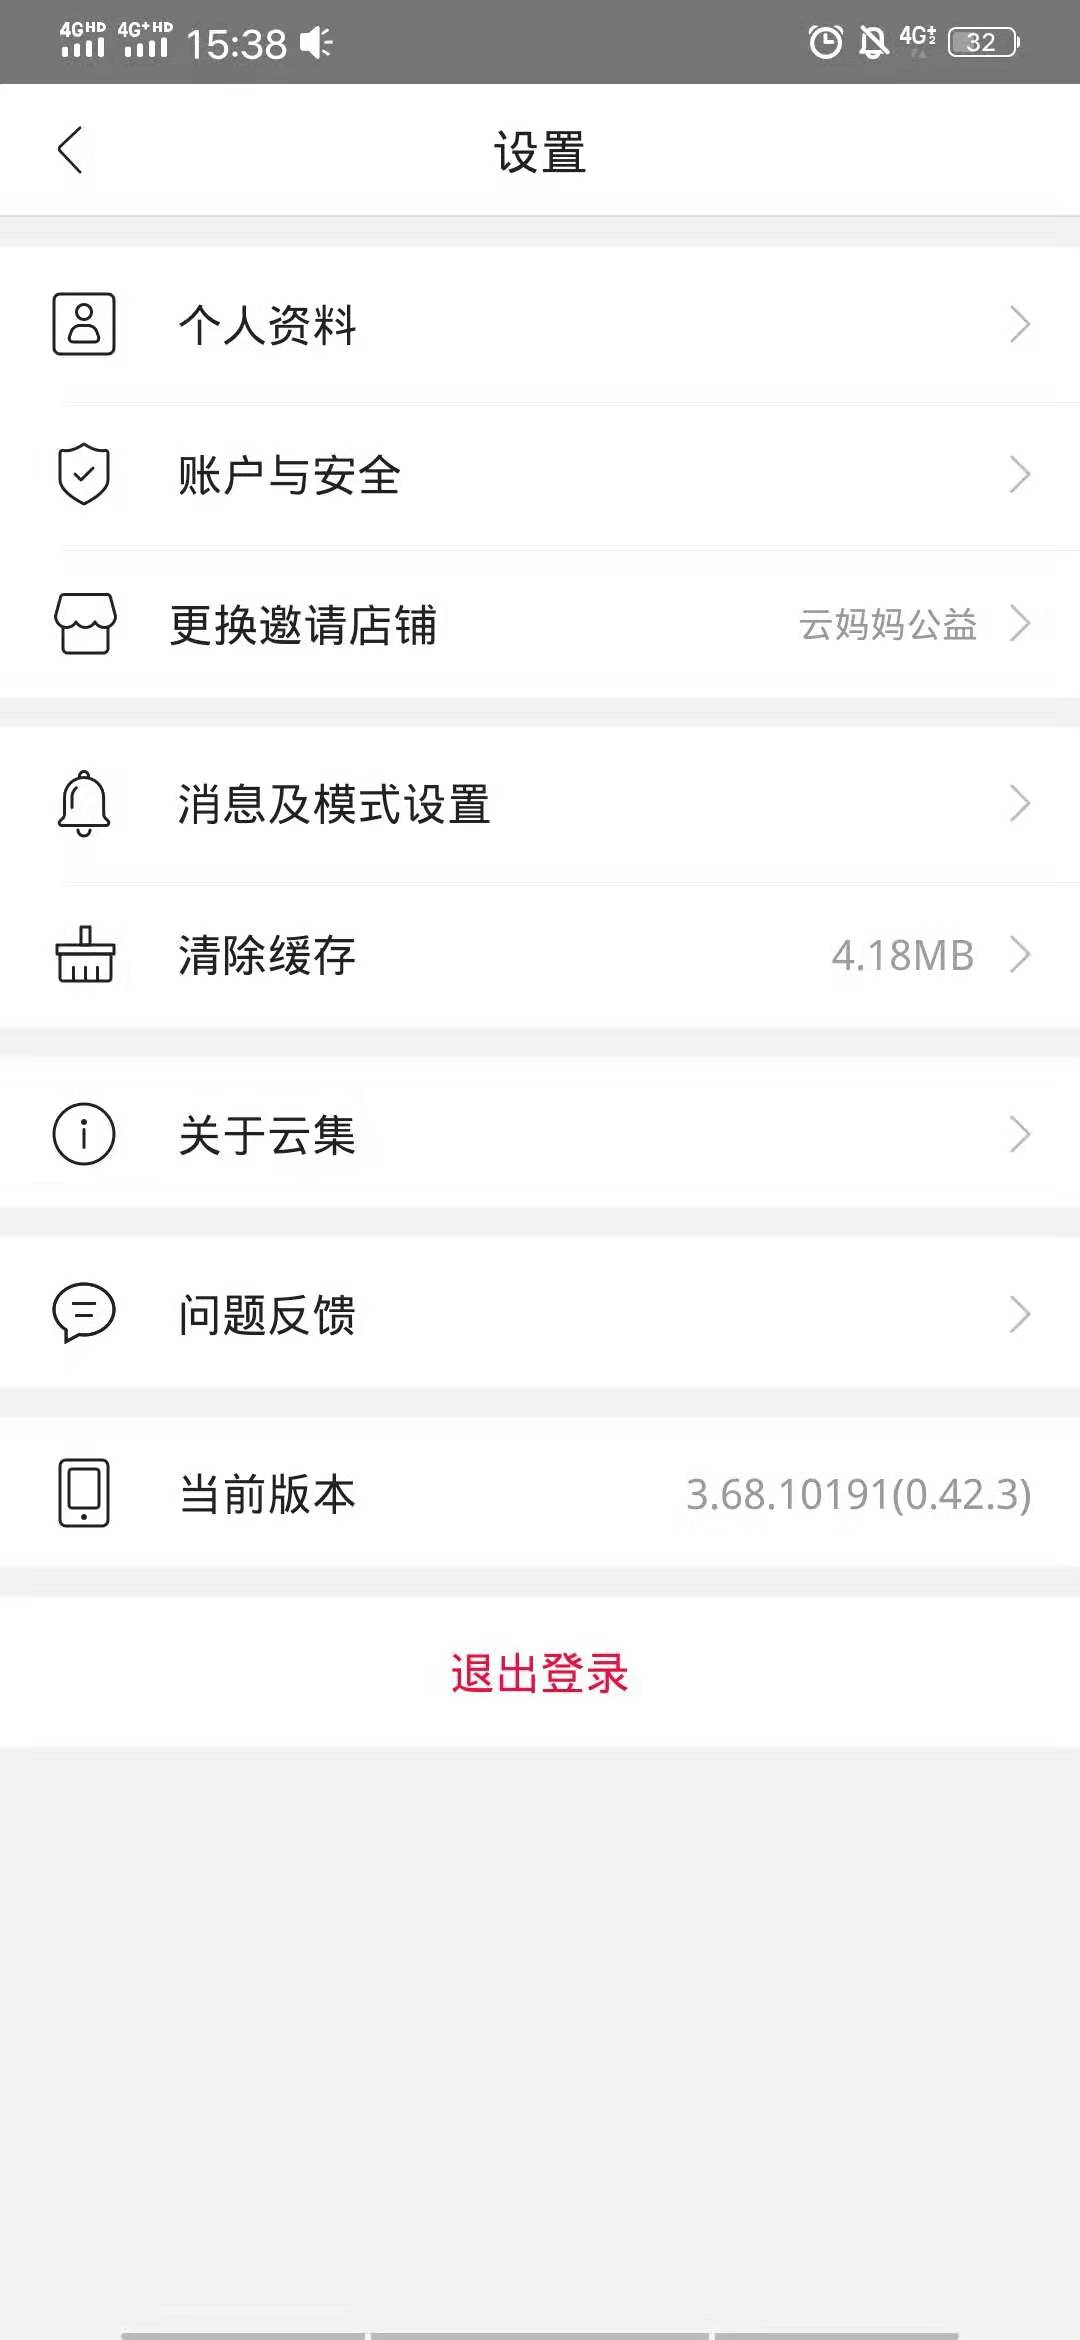 4GHD 4G+HD 15:38 4G 32
设置
个人资料
账户与安全
更换邀请店铺 云妈妈公益
消息及模式设置
清除缓存 4.18MB
关于云集
问题反馈
当前版本 3.68.10191(0.42.3)
退出登录